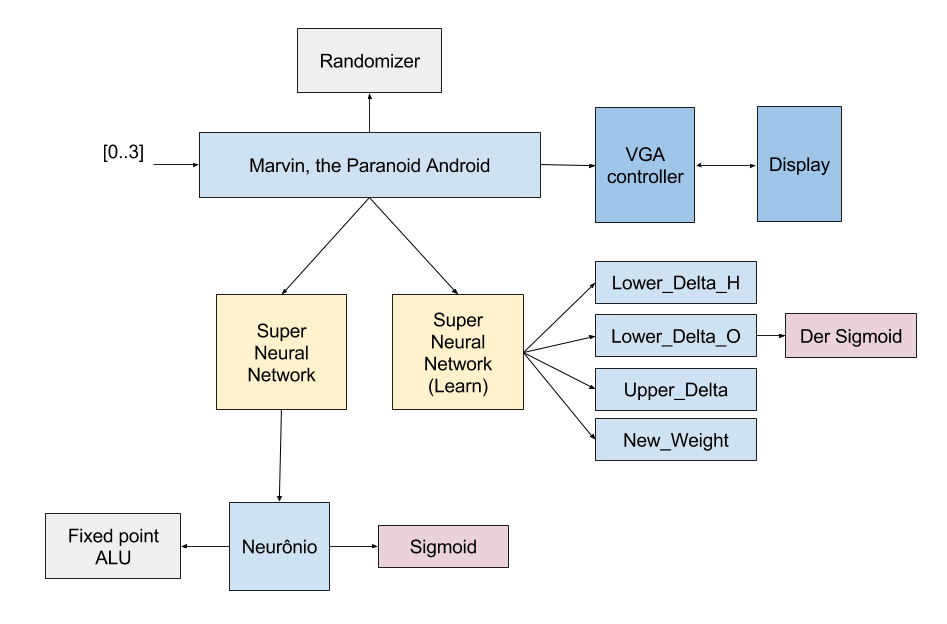 Randomizer
[0..3]
Marvin, the Paranoid Android
VGA
controller
Display
Super
Neural
Network
Super
Neural
Network
(Learn)
Lower_Delta_H
Lower_Delta_O
Der Sigmoid
Upper_Delta
New_Weight
Fixed point
ALU
Neurônio
Sigmoid